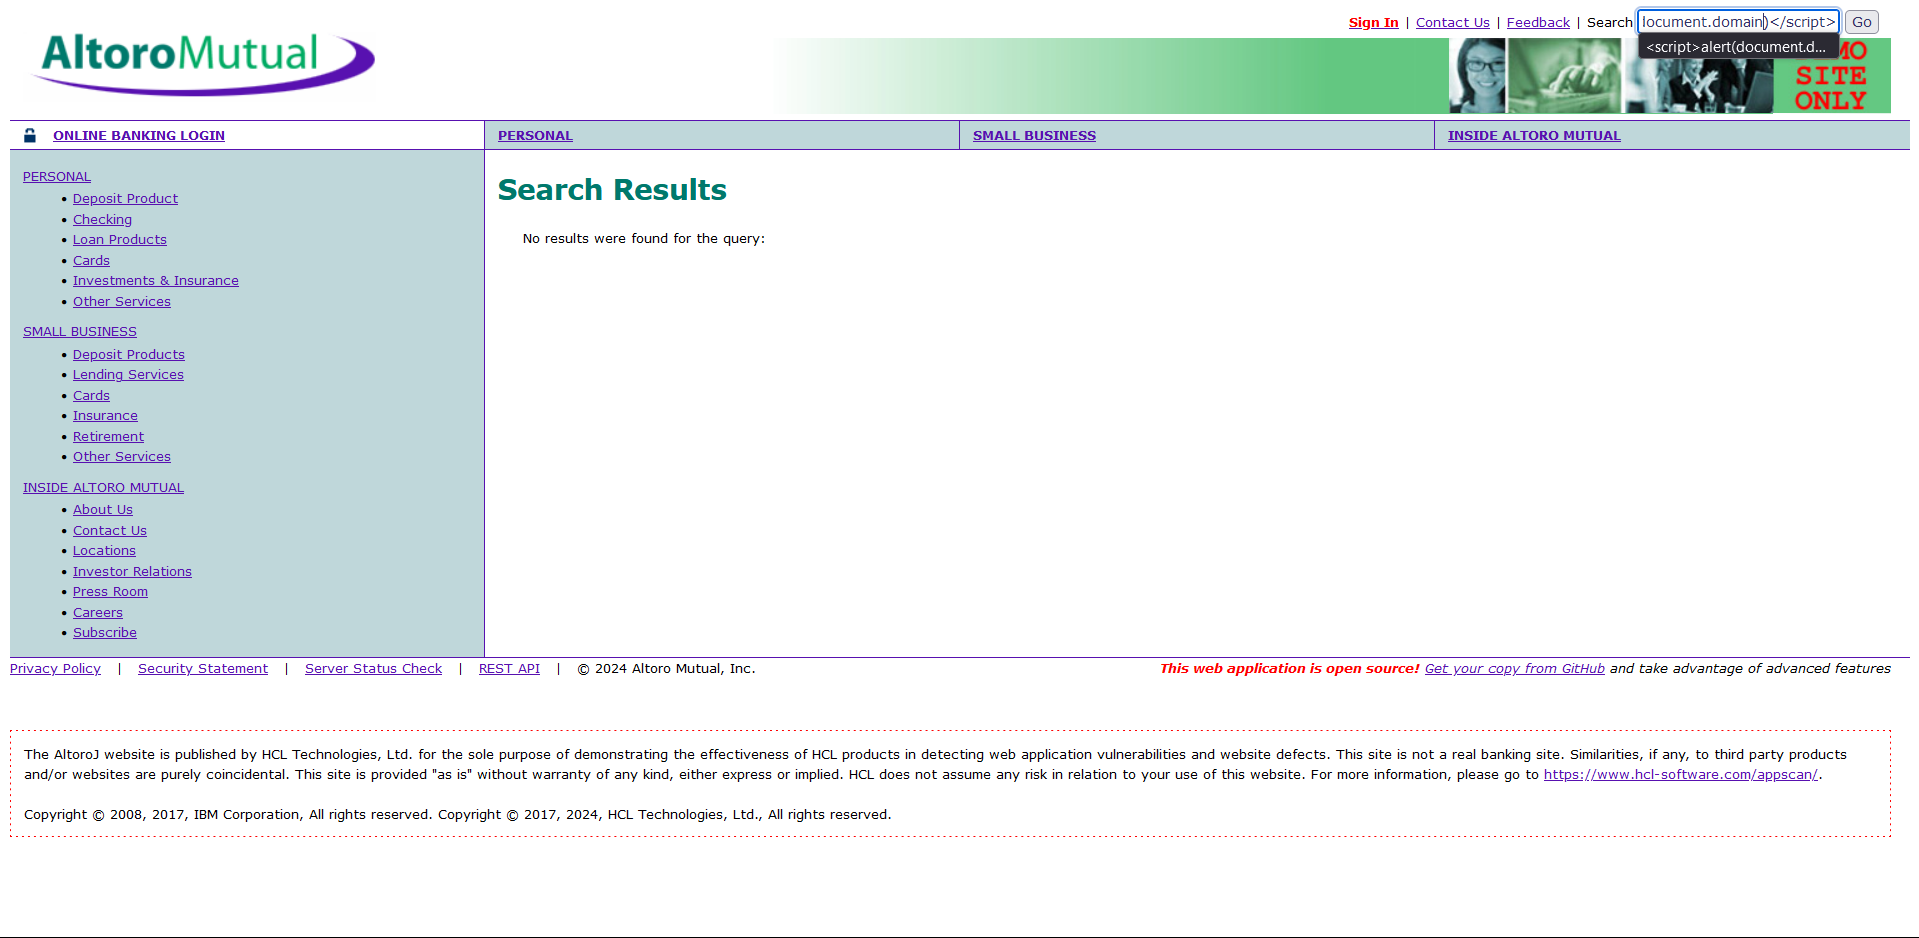 Sign In | Contact Us | Feedback | Search ocument.domain)</script> Go
<script>alert(document.d...
AltoroMutual
SITE
ONLY
ONLINE BANKING LOGIN
PERSONAL
SMALL BUSINESS
INSIDE ALTORO MUTUAL
PERSONAL
• Deposit Product
• Checking
• Loan Products
• Cards
• Investments & Insurance
• Other Services
SMALL BUSINESS
• Deposit Products
• Lending Services
• Cards
• Insurance
• Retirement
• Other Services
INSIDE ALTORO MUTUAL
• About Us
• Contact Us
• Locations
• Investor Relations
• Press Room
• Careers
• Subscribe
Search Results
No results were found for the query:
Privacy Policy | Security Statement | Server Status Check | REST API | © 2024 Altoro Mutual, Inc.
This web application is open source! Get your copy from GitHub and take advantage of advanced features
The AltoroJ website is published by HCL Technologies, Ltd. for the sole purpose of demonstrating the effectiveness of HCL products in detecting web application vulnerabilities and website defects. This site is not a real banking site. Similarities, if any, to third party products
and/or websites are purely coincidental. This site is provided "as is" without warranty of any kind, either express or implied. HCL does not assume any risk in relation to your use of this website. For more information, please go to https://www.hcl-software.com/appscan/.
Copyright © 2008, 2017, IBM Corporation, All rights reserved. Copyright © 2017, 2024, HCL Technologies, Ltd., All rights reserved.